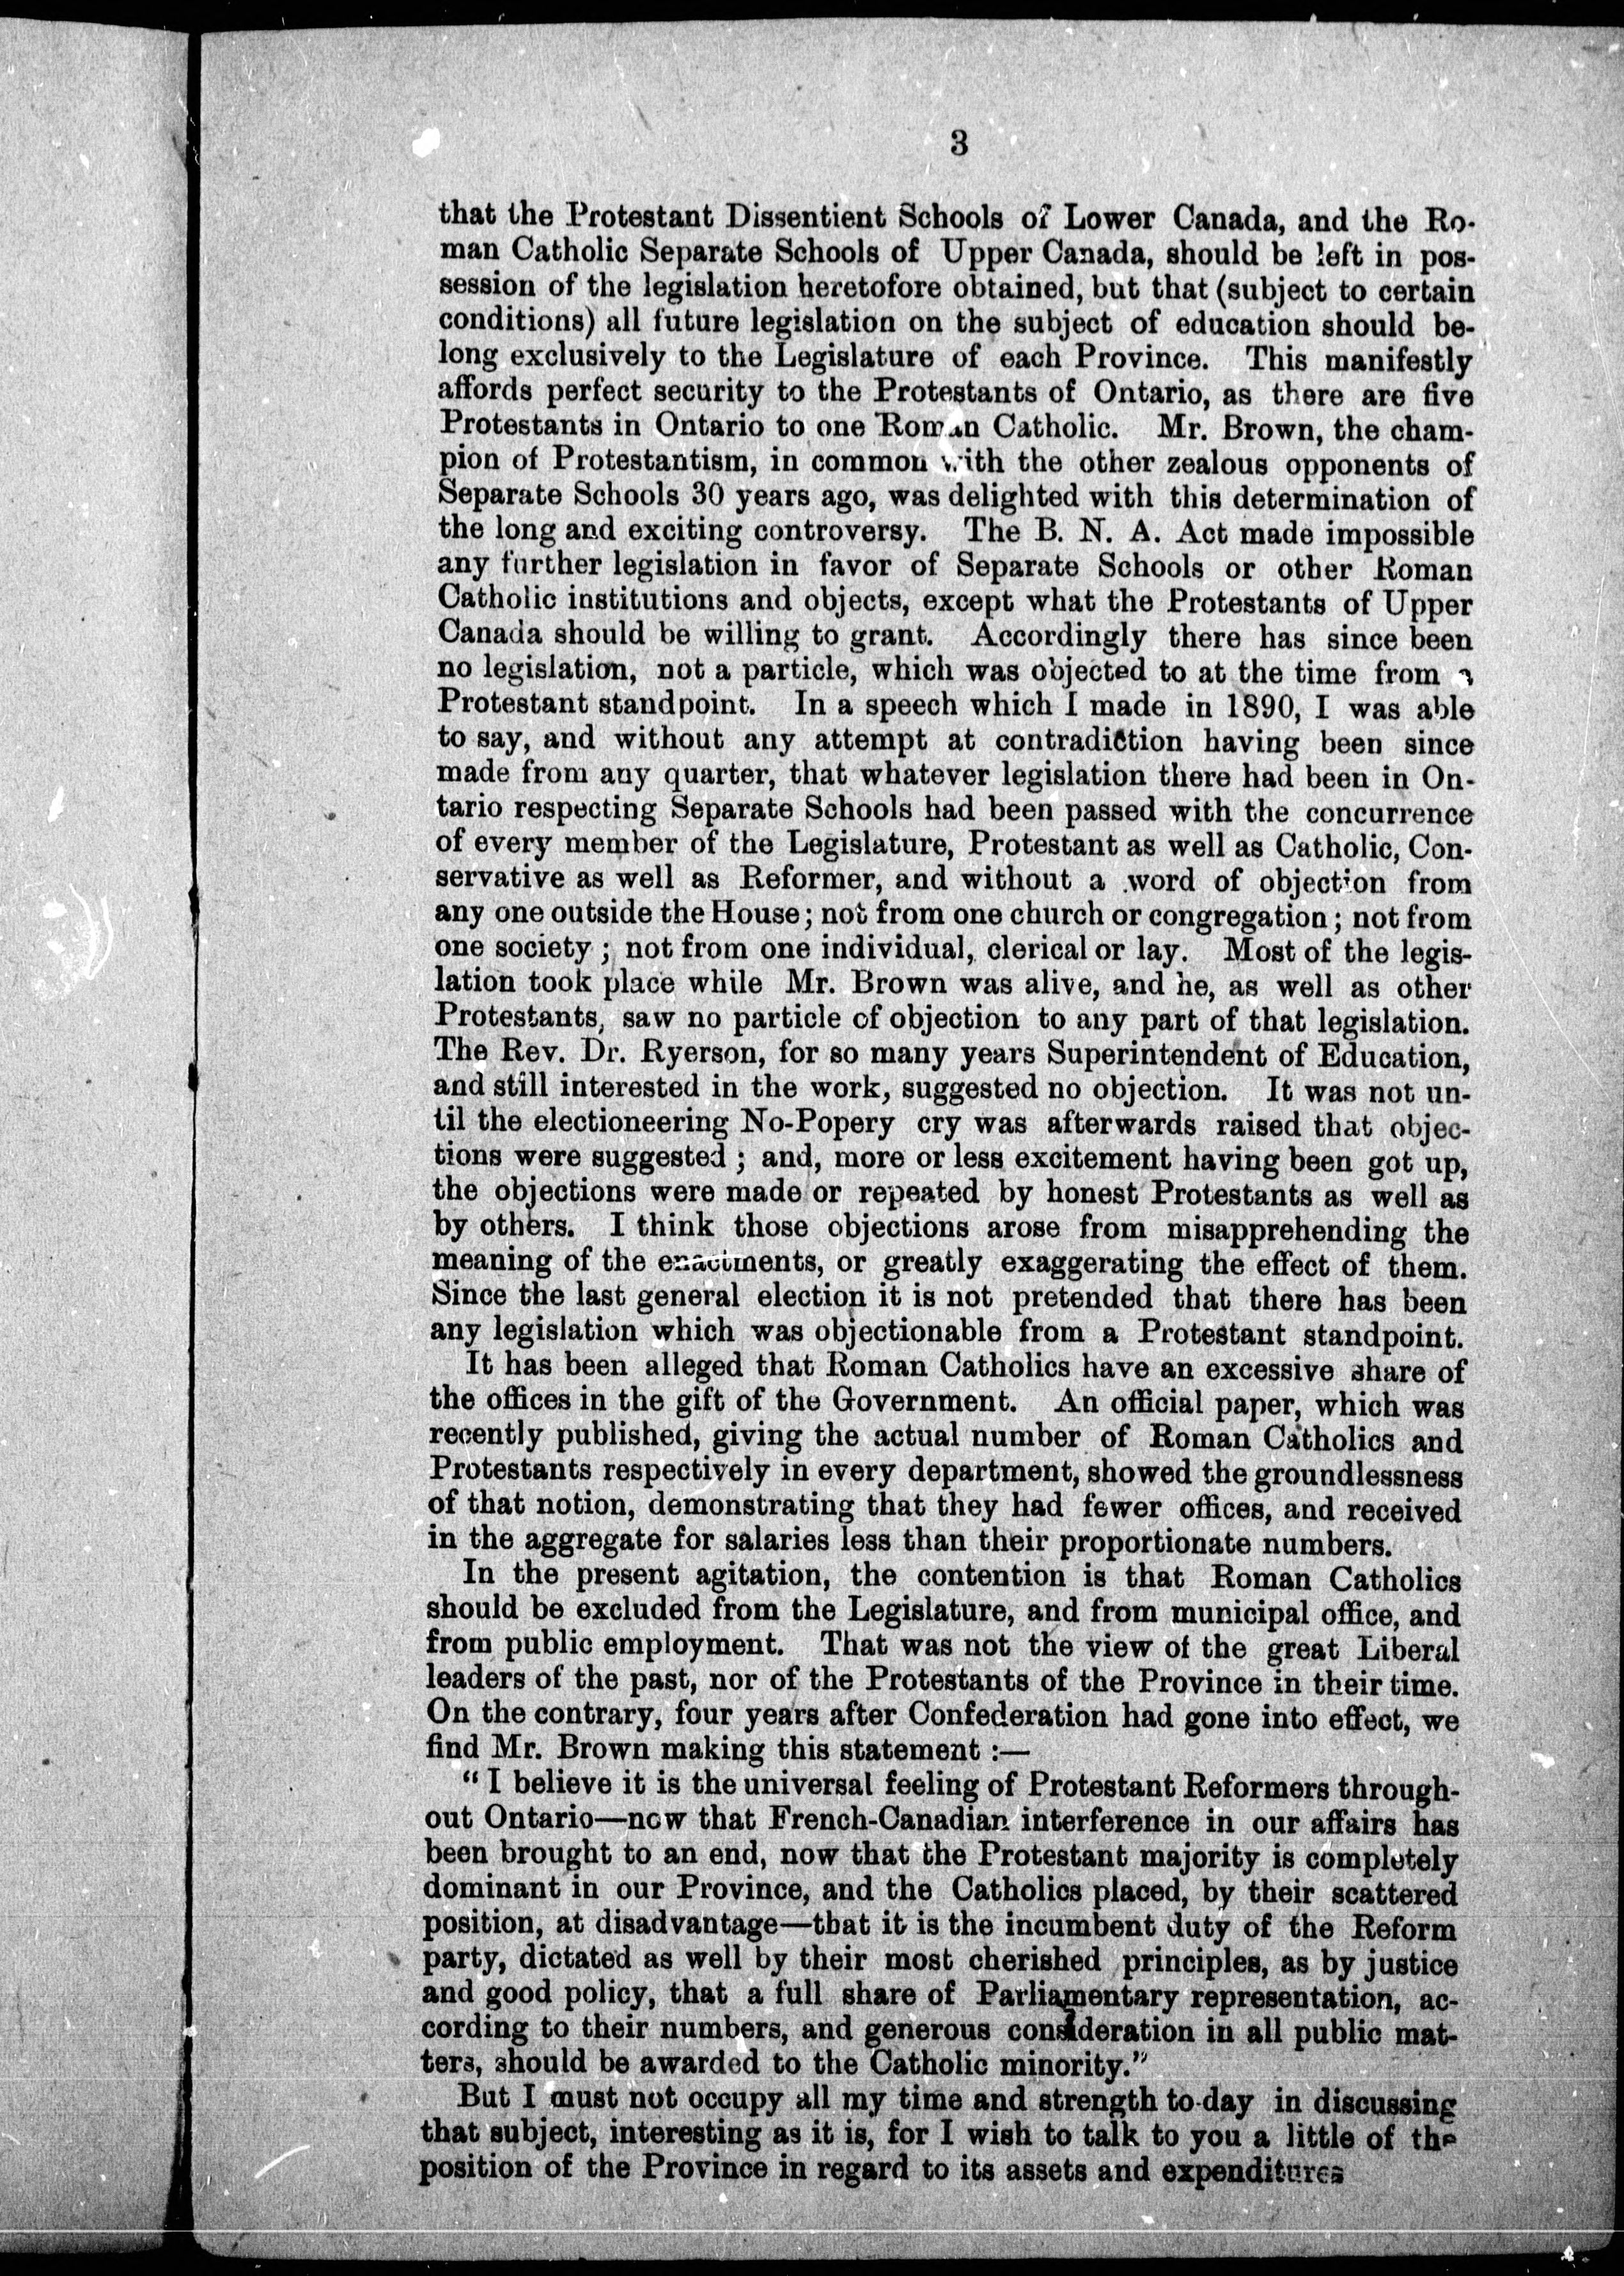 3
that the Protestant Dissentient Schools of Lower Canada, and the Ro-
man Catholic Separate Schools of Upper Canada, should be left in pos-
session of the legislation heretofore obtained, but that (subject to certain
conditions) all future legislation on the subject of education should be-
long exclusively to the Legislature of each Province. This manifestly
affords perfect security to the Protestants of Ontario, as there are five
Protestants in Ontario to one Roman Catholic. Mr. Brown, the cham-
pion of Protestantism, in common with the other zealous opponents of
Separate Schools 30 years ago, was delighted with this determination of
the long and exciting controversy. The B. N. A. Act made impossible
any further legislation in favor of Separate Schools or other Roman
Catholic institutions and objects, except what the Protestants of Upper
Canada should be willing to grant. Accordingly there has since been
no legislation, not a particle, which was objected to at the time from a
Protestant standpoint. In a speech which I made in 1890, I was able
to say, and without any attempt at contradiction having been since
made from any quarter, that whatever legislation there had been in On-
tario respecting Separate Schools had been passed with the concurrence
of every member of the Legislature, Protestant as well as Catholic, Con-
servative as well as Reformer, and without a word of objection from
any one outside the House; not from one church or congregation; not from
one society; not from one individual, clerical or lay. Most of the legis-
lation took place while Mr. Brown was alive, and he, as well as other
Protestants, saw no particle of objection to any part of that legislation.
The Rev. Dr. Ryerson, for so many years Superintendent of Education,
and still interested in the work, suggested no objection. It was not un-
til the electioneering No-Popery cry was afterwards raised that objec-
tions were suggested; and, more or less excitement having been got up,
the objections were made or repeated by honest Protestants as well as
by others. I think those objections arose from misapprehending the
meaning of the enactments, or greatly exaggerating the effect of them.
Since the last general election it is not pretended that there has been
any legislation which was objectionable from a Protestant standpoint.
It has been alleged that Roman Catholics have an excessive share of
the offices in the gift of the Government. An official paper, which was
recently published, giving the actual number of Roman Catholics and
Protestants respectively in every department, showed the groundlessness
of that notion, demonstrating that they had fewer offices, and received
in the aggregate for salaries less than their proportionate numbers.
In the present agitation, the contention is that Roman Catholics
should be excluded from the Legislature, and from municipal office, and
from public employment. That was not the view of the great Liberal
leaders of the past, nor of the Protestants of the Province in their time.
On the contrary, four years after Confederation had gone into effect, we
find Mr. Brown making this statement :—
"I believe it is the universal feeling of Protestant Reformers through-
out Ontario—now that French-Canadian interference in our affairs has
been brought to an end, now that the Protestant majority is completely
dominant in our Province, and the Catholics placed, by their scattered
position, at disadvantage—that it is the incumbent duty of the Reform
party, dictated as well by their most cherished principles, as by justice
and good policy, that a full share of Parliamentary representation, ac-
cording to their numbers, and generous consideration in all public mat-
ters, should be awarded to the Catholic minority."
But I must not occupy all my time and strength to-day in discussing
that subject, interesting as it is, for I wish to talk to you a little of the
position of the Province in regard to its assets and expenditures